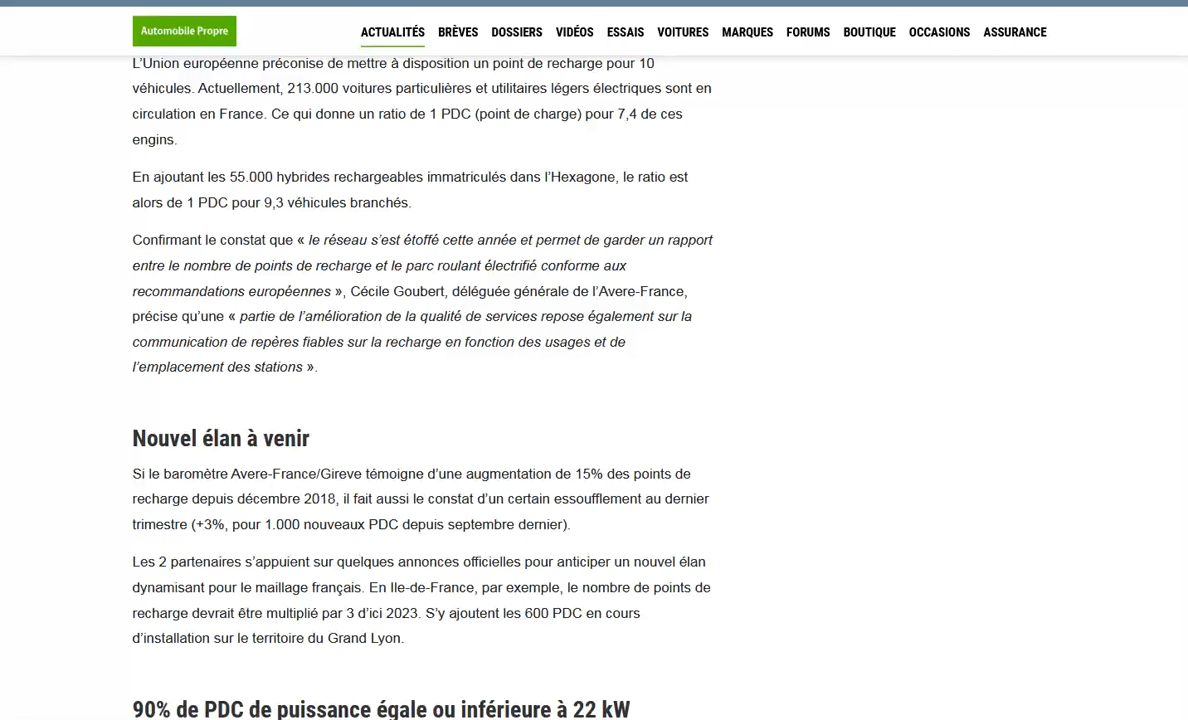 Automobile Propre
ACTUALITÉS BRÈVES DOSSIERS VIDÉOS ESSAIS VOITURES MARQUES FORUMS BOUTIQUE OCCASIONS ASSURANCE
L’Union européenne préconise de mettre à disposition un point de recharge pour 10
véhicules. Actuellement, 213.000 voitures particulières et utilitaires légers électriques sont en
circulation en France. Ce qui donne un ratio de 1 PDC (point de charge) pour 7,4 de ces
engins.
En ajoutant les 55.000 hybrides rechargeables immatriculés dans l’Hexagone, le ratio est
alors de 1 PDC pour 9,3 véhicules branchés.
Confirmant le constat que « le réseau s’est étoffé cette année et permet de garder un rapport
entre le nombre de points de recharge et le parc roulant électrifié conforme aux
recommandations européennes », Cécile Goubert, déléguée générale de l’Avere-France,
précise qu’une « partie de l’amélioration de la qualité de services repose également sur la
communication de repères fiables sur la recharge en fonction des usages et de
l’emplacement des stations ».
Nouvel élan à venir
Si le baromètre Avere-France/Gireve témoigne d’une augmentation de 15% des points de
recharge depuis décembre 2018, il fait aussi le constat d’un certain essoufflement au dernier
trimestre (+3%, pour 1.000 nouveaux PDC depuis septembre dernier).
Les 2 partenaires s’appuient sur quelques annonces officielles pour anticiper un nouvel élan
dynamisant pour le maillage français. En Ile-de-France, par exemple, le nombre de points de
recharge devrait être multiplié par 3 d’ici 2023. S’y ajoutent les 600 PDC en cours
d’installation sur le territoire du Grand Lyon.
90% de PDC de puissance égale ou inférieure à 22 kW